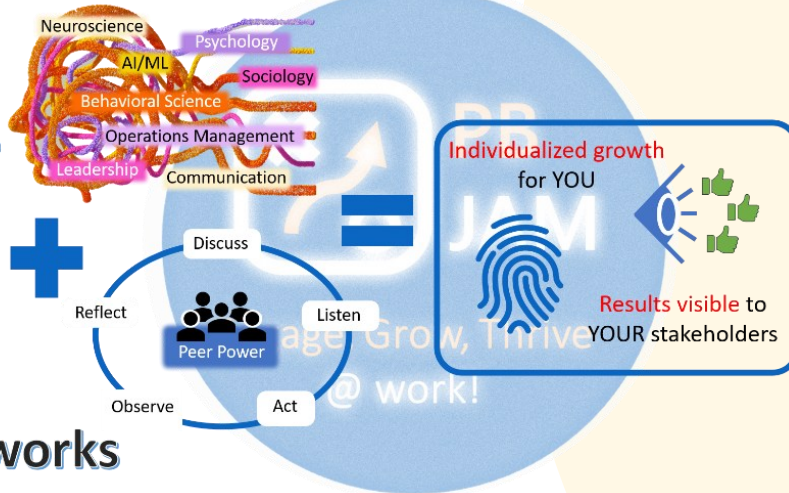 Neuroscience
Psychology
AI/ML
Sociology
Behavioral Science
Operations Management
Leadership
Communication
PB
JAM
Individualized growth
for YOU
Results visible to
YOUR stakeholders
Discuss
Reflect
Listen
Peer Power
Observe
Act
age, Grow, Thrive
@ work!
works